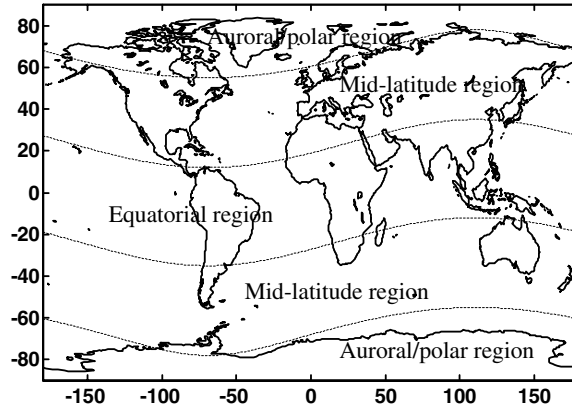 80
Auroral/polar region
60
Mid-latitude region
40
20
0
Equatorial region
-20
-40
Mid-latitude region
-60
Auroral/polar region
-80
-150 -100 -50 0 50 100 150